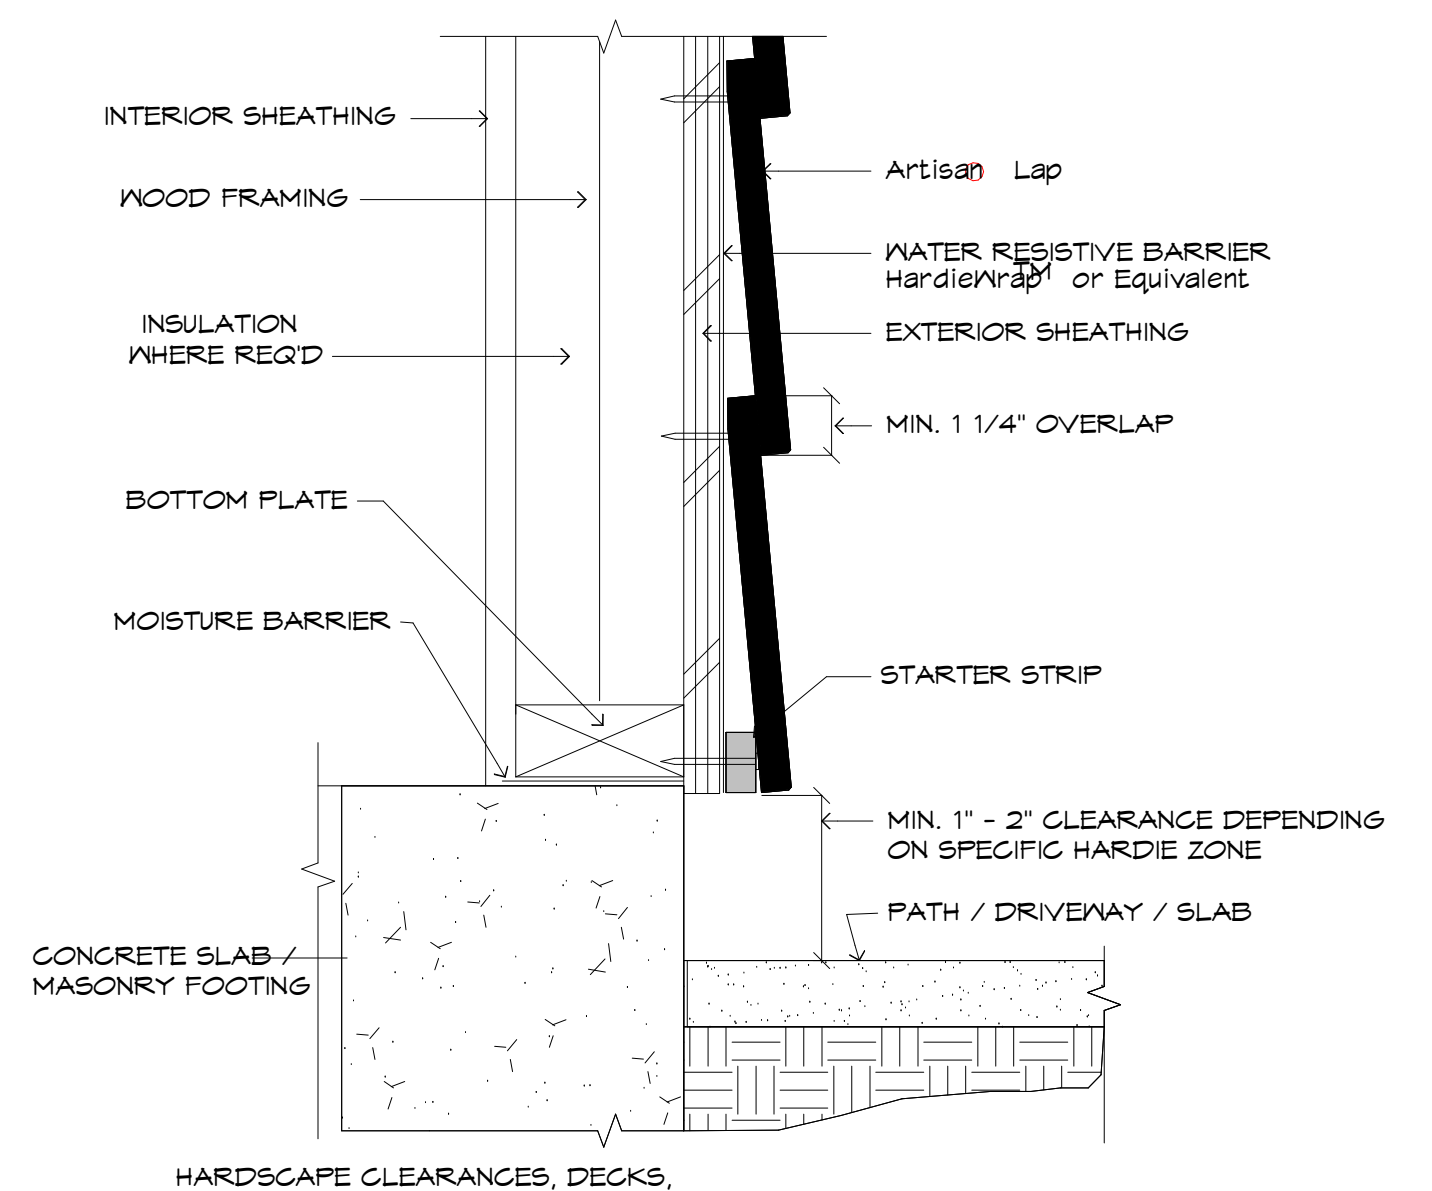 INTERIOR SHEATHING
WOOD FRAMING
INSULATION
WHERE REQ'D
BOTTOM PLATE
MOISTURE BARRIER
CONCRETE SLAB /
MASONRY FOOTING
Artisan Lap
WATER RESISTIVE BARRIER
HardieWrap™ or Equivalent
EXTERIOR SHEATHING
MIN. 1 1/4" OVERLAP
STARTER STRIP
MIN. 1" - 2" CLEARANCE DEPENDING
ON SPECIFIC HARDIE ZONE
PATH / DRIVEWAY / SLAB
HARDSCAPE CLEARANCES, DECKS,